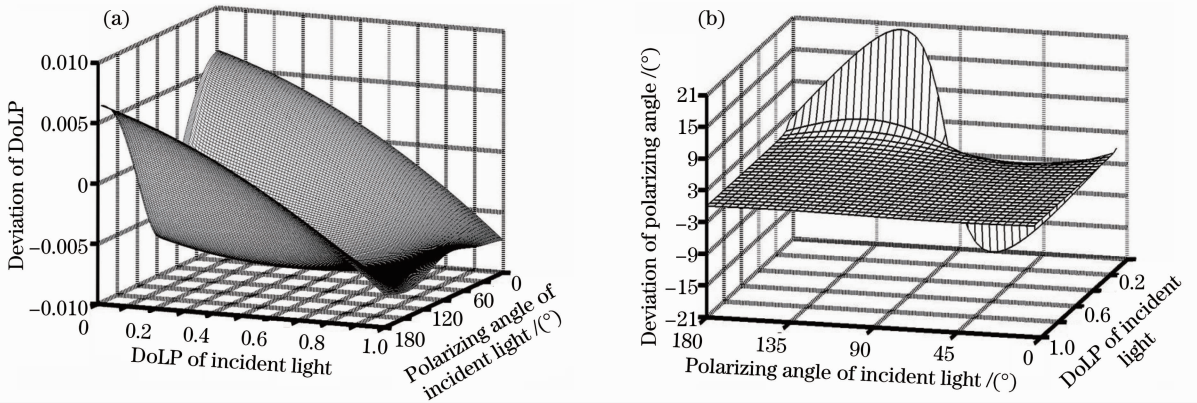 (a)
0.010
0.005
0
−0.005
−0.010
Deviation of DoLP
0 0.2 0.4 0.6 0.8 1.0
DoLP of incident light
180 120 60 0
Polarizing angle of
incident light /(°)
(b)
21
15
9
3
−3
−9
−15
−21
Deviation of polarizing angle /(°)
180 135 90 45 0
Polarizing angle of incident light /(°)
1.0 0.6 0.2
DoLP of incident
light